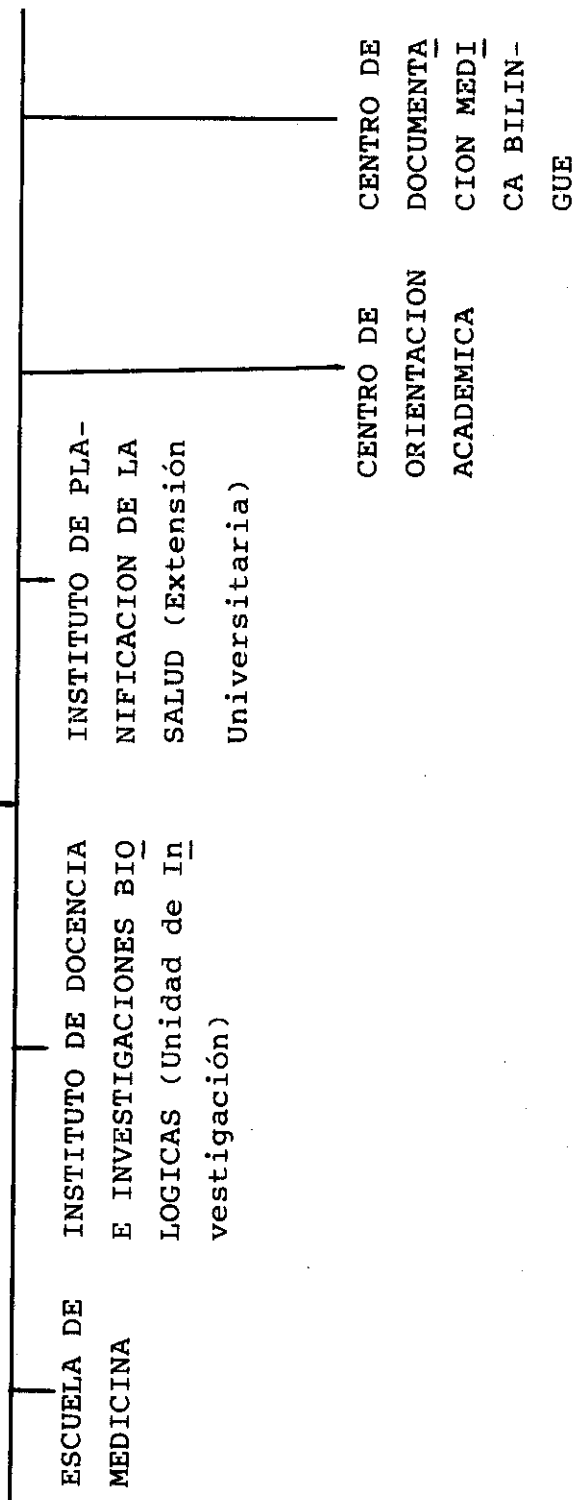 ESCUELA DE
MEDICINA
INSTITUTO DE DOCENCIA
E INVESTIGACIONES BIO
LOGICAS (Unidad de In
vestigación)
INSTITUTO DE PLA-
NIFICACION DE LA
SALUD (Extensión
Universitaria)
CENTRO DE
ORIENTACION
ACADEMICA
CENTRO DE
DOCUMENTA
CION MEDI
CA BILIN-
GUE